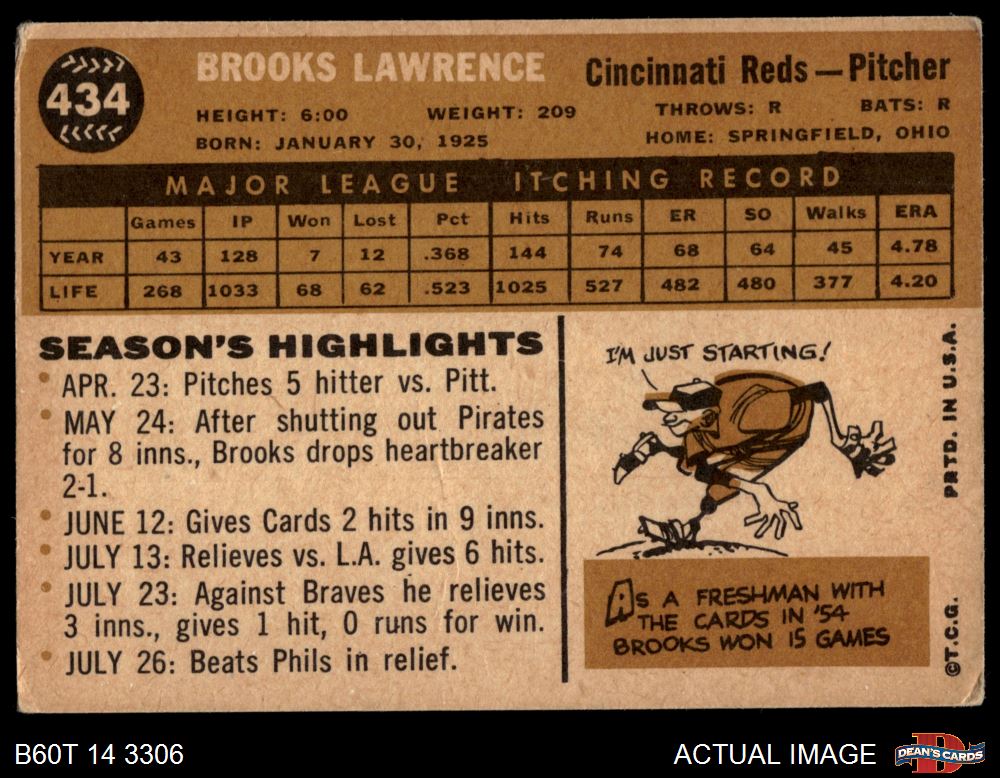 434
BROOKS LAWRENCE
Cincinnati Reds — Pitcher
HEIGHT: 6:00 WEIGHT: 209 THROWS: R BATS: R
BORN: JANUARY 30, 1925 HOME: SPRINGFIELD, OHIO
MAJOR LEAGUE ITCHING RECORD
Games IP Won Lost Pct Hits Runs ER SO Walks ERA
YEAR 43 128 7 12 .368 144 74 68 64 45 4.78
LIFE 268 1033 68 62 .523 1025 527 482 480 377 4.20
SEASON'S HIGHLIGHTS
• APR. 23: Pitches 5 hitter vs. Pitt.
• MAY 24: After shutting out Pirates
for 8 inns., Brooks drops heartbreaker
2-1.
• JUNE 12: Gives Cards 2 hits in 9 inns.
• JULY 13: Relieves vs. L.A. gives 6 hits.
• JULY 23: Against Braves he relieves
3 inns., gives 1 hit, 0 runs for win.
• JULY 26: Beats Phils in relief.
I'M JUST STARTING!
AS A FRESHMAN WITH
THE CARDS IN '54
BROOKS WON 15 GAMES
©T.C.G. PRTD. IN U.S.A.
B60T 14 3306
ACTUAL IMAGE
DEAN'S CARDS